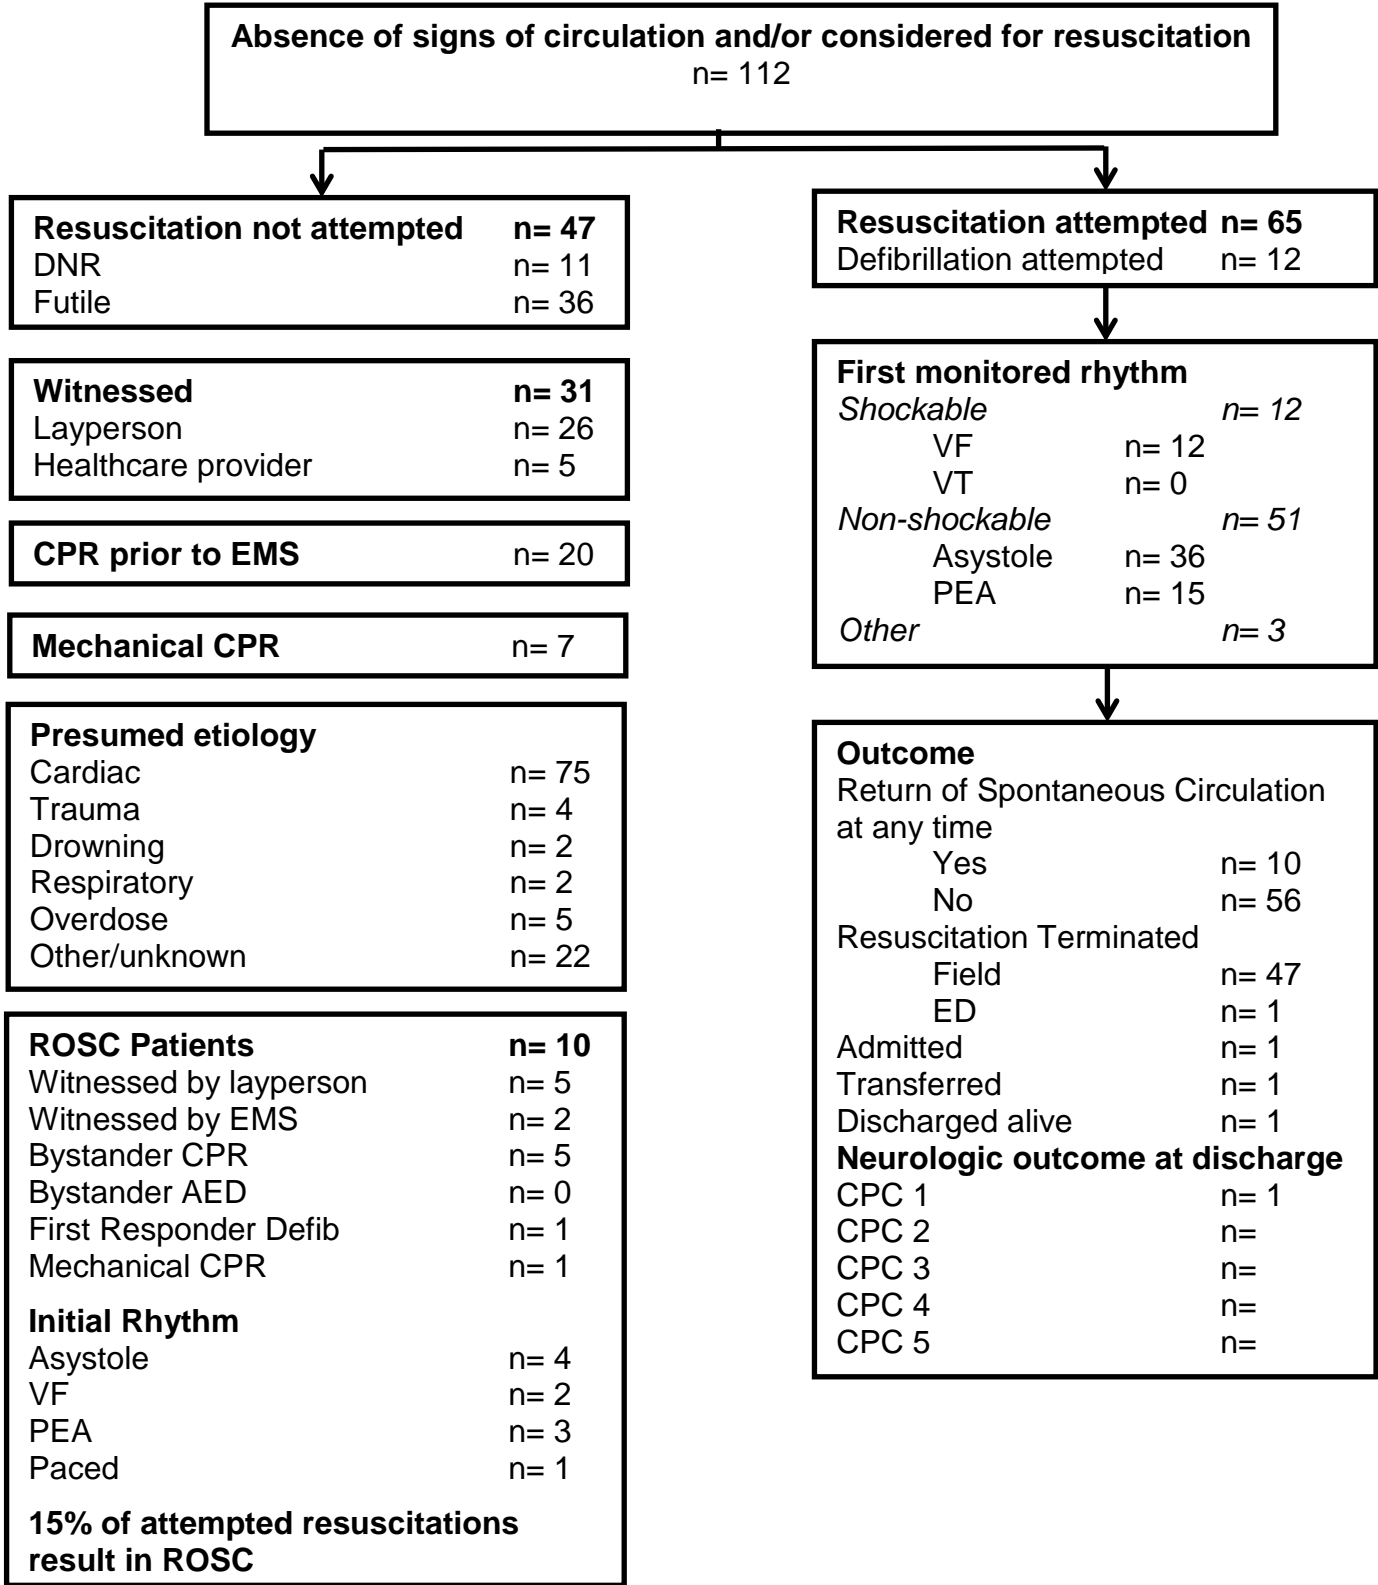 Absence of signs of circulation and/or considered for resuscitation
n= 112
Resuscitation not attempted n= 47
DNR n= 11
Futile n= 36
Witnessed n= 31
Layperson n= 26
Healthcare provider n= 5
CPR prior to EMS n= 20
Mechanical CPR n= 7
Presumed etiology
Cardiac n= 75
Trauma n= 4
Drowning n= 2
Respiratory n= 2
Overdose n= 5
Other/unknown n= 22
ROSC Patients n= 10
Witnessed by layperson n= 5
Witnessed by EMS n= 2
Bystander CPR n= 5
Bystander AED n= 0
First Responder Defib n= 1
Mechanical CPR n= 1
Initial Rhythm
Asystole n= 4
VF n= 2
PEA n= 3
Paced n= 1
15% of attempted resuscitations
result in ROSC
Resuscitation attempted n= 65
Defibrillation attempted n= 12
First monitored rhythm
Shockable n= 12
VF n= 12
VT n= 0
Non-shockable n= 51
Asystole n= 36
PEA n= 15
Other n= 3
Outcome
Return of Spontaneous Circulation
at any time
Yes n= 10
No n= 56
Resuscitation Terminated
Field n= 47
ED n= 1
Admitted n= 1
Transferred n= 1
Discharged alive n= 1
Neurologic outcome at discharge
CPC 1 n= 1
CPC 2 n=
CPC 3 n=
CPC 4 n=
CPC 5 n=